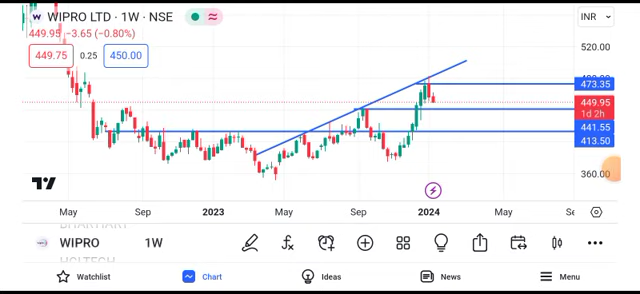 WIPRO LTD · 1W · NSE
INR
449.95 −3.65 (−0.80%)
449.75 0.25 450.00
520.00
473.35
449.95
1d 2h
441.55
413.50
360.00
May Sep 2023 May Sep 2024 May Se
WIPRO 1W
Watchlist Chart Ideas News Menu